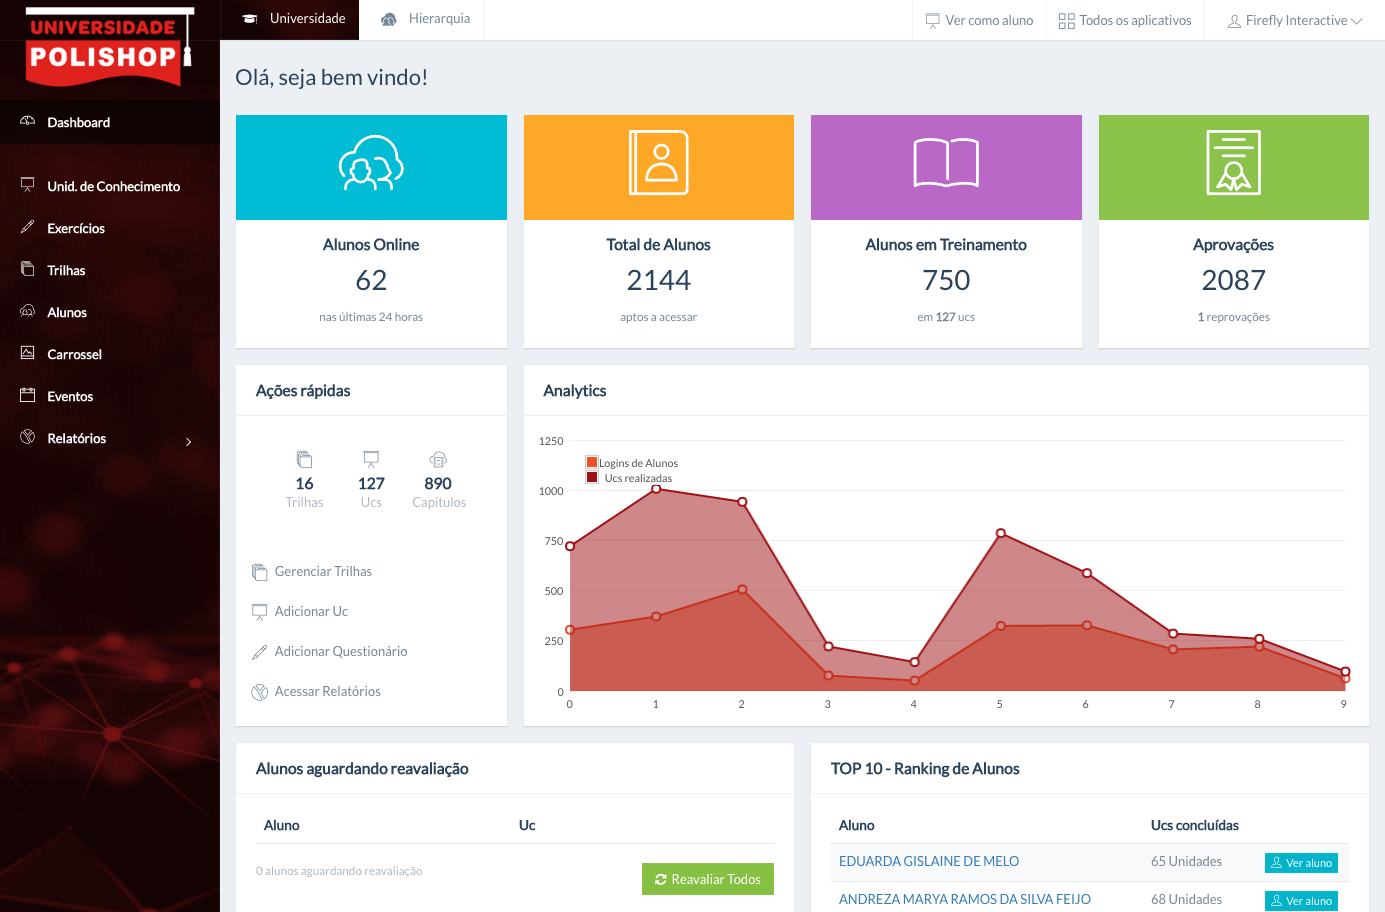 UNIVERSIDADE
POLISHOP
Universidade
Hierarquia
Ver como aluno
Todos os aplicativos
Firefly Interactive
Dashboard
Unid. de Conhecimento
Exercícios
Trilhas
Alunos
Carrossel
Eventos
Relatórios
Olá, seja bem vindo!
Alunos Online
62
nas últimas 24 horas
Total de Alunos
2144
aptos a acessar
Alunos em Treinamento
750
em 127 ucs
Aprovações
2087
1 reprovações
Ações rápidas
16
Trilhas
127
Ucs
890
Capítulos
Gerenciar Trilhas
Adicionar Uc
Adicionar Questionário
Acessar Relatórios
Analytics
Logins de Alunos
Ucs realizadas
1250
1000
750
500
250
0
0 1 2 3 4 5 6 7 8 9
Alunos aguardando reavaliação
Aluno Uc
0 alunos aguardando reavaliação
Reavaliar Todos
TOP 10 - Ranking de Alunos
Aluno Ucs concluídas
EDUARDA GISLAINE DE MELO 65 Unidades Ver aluno
ANDREZA MARYA RAMOS DA SILVA FEIJO 68 Unidades Ver aluno